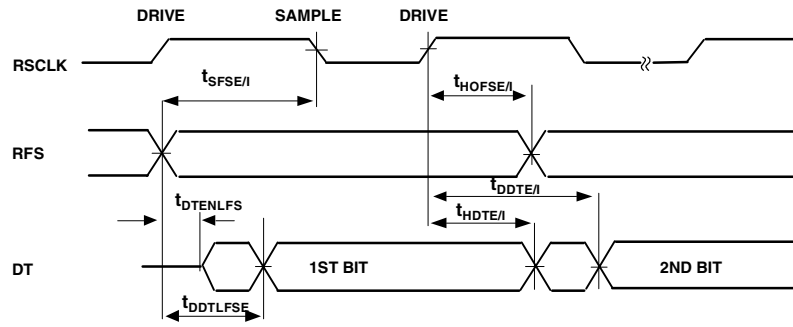 DRIVE SAMPLE DRIVE
RSCLK
tSFSE/I tHOFSE/I
RFS
tDDTE/I
tDTENLFS tHDTE/I
DT 1ST BIT 2ND BIT
tDDTLFSE